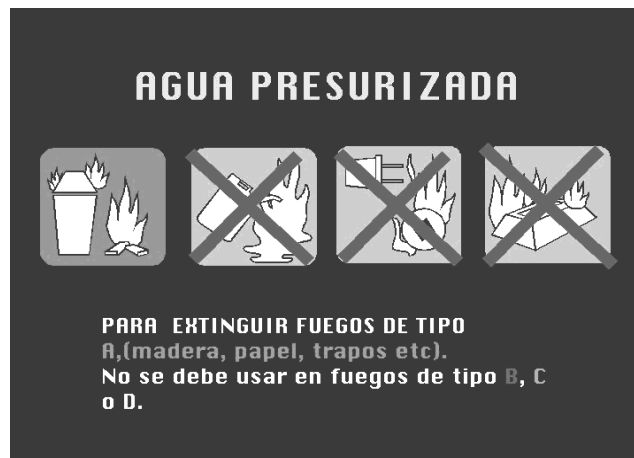 AGUA PRESURIZADA
PARA EXTINGUIR FUEGOS DE TIPO
A,(madera, papel, trapos etc).
No se debe usar en fuegos de tipo B, C
o D.